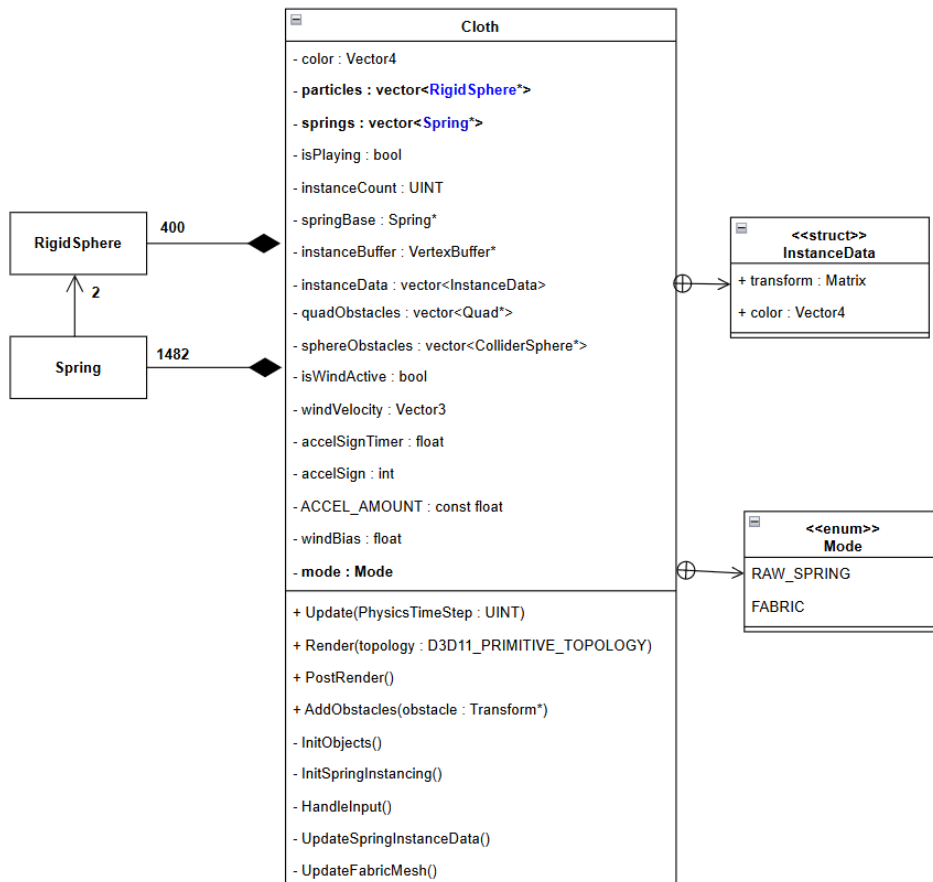 Cloth
- color : Vector4
- particles : vector<RigidSphere*>
- springs : vector<Spring*>
- isPlaying : bool
- instanceCount : UINT
- springBase : Spring*
- instanceBuffer : VertexBuffer*
- instanceData : vector<InstanceData>
- quadObstacles : vector<Quad*>
- sphereObstacles : vector<ColliderSphere*>
- isWindActive : bool
- windVelocity : Vector3
- accelSignTimer : float
- accelSign : int
- ACCEL_AMOUNT : const float
- windBias : float
- mode : Mode
+ Update(PhysicsTimeStep : UINT)
+ Render(topology : D3D11_PRIMITIVE_TOPOLOGY)
+ PostRender()
+ AddObstacles(obstacle : Transform*)
- InitObjects()
- InitSpringInstancing()
- HandleInput()
- UpdateSpringInstanceData()
- UpdateFabricMesh()
RigidSphere
400
2
Spring
1482
<<struct>>
InstanceData
+ transform : Matrix
+ color : Vector4
<<enum>>
Mode
RAW_SPRING
FABRIC